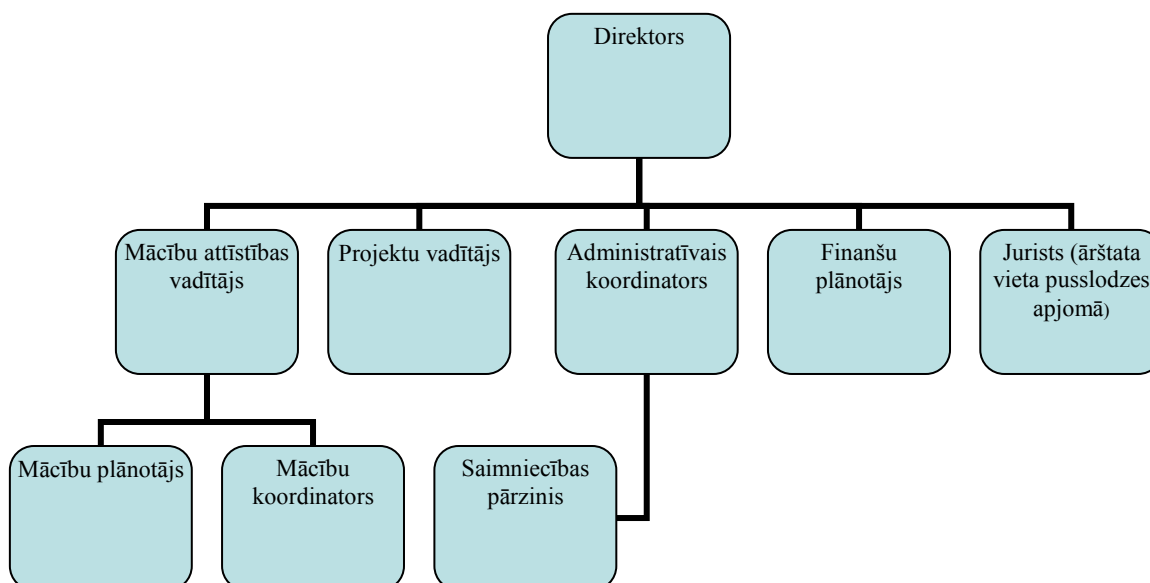 Direktors
Mācību attīstības
vadītājs
Projektu vadītājs
Administratīvais
koordinators
Finanšu
plānotājs
Jurists (ārštata
vieta pusslodzes
apjomā)
Mācību plānotājs
Mācību
koordinators
Saimniecības
pārzinis